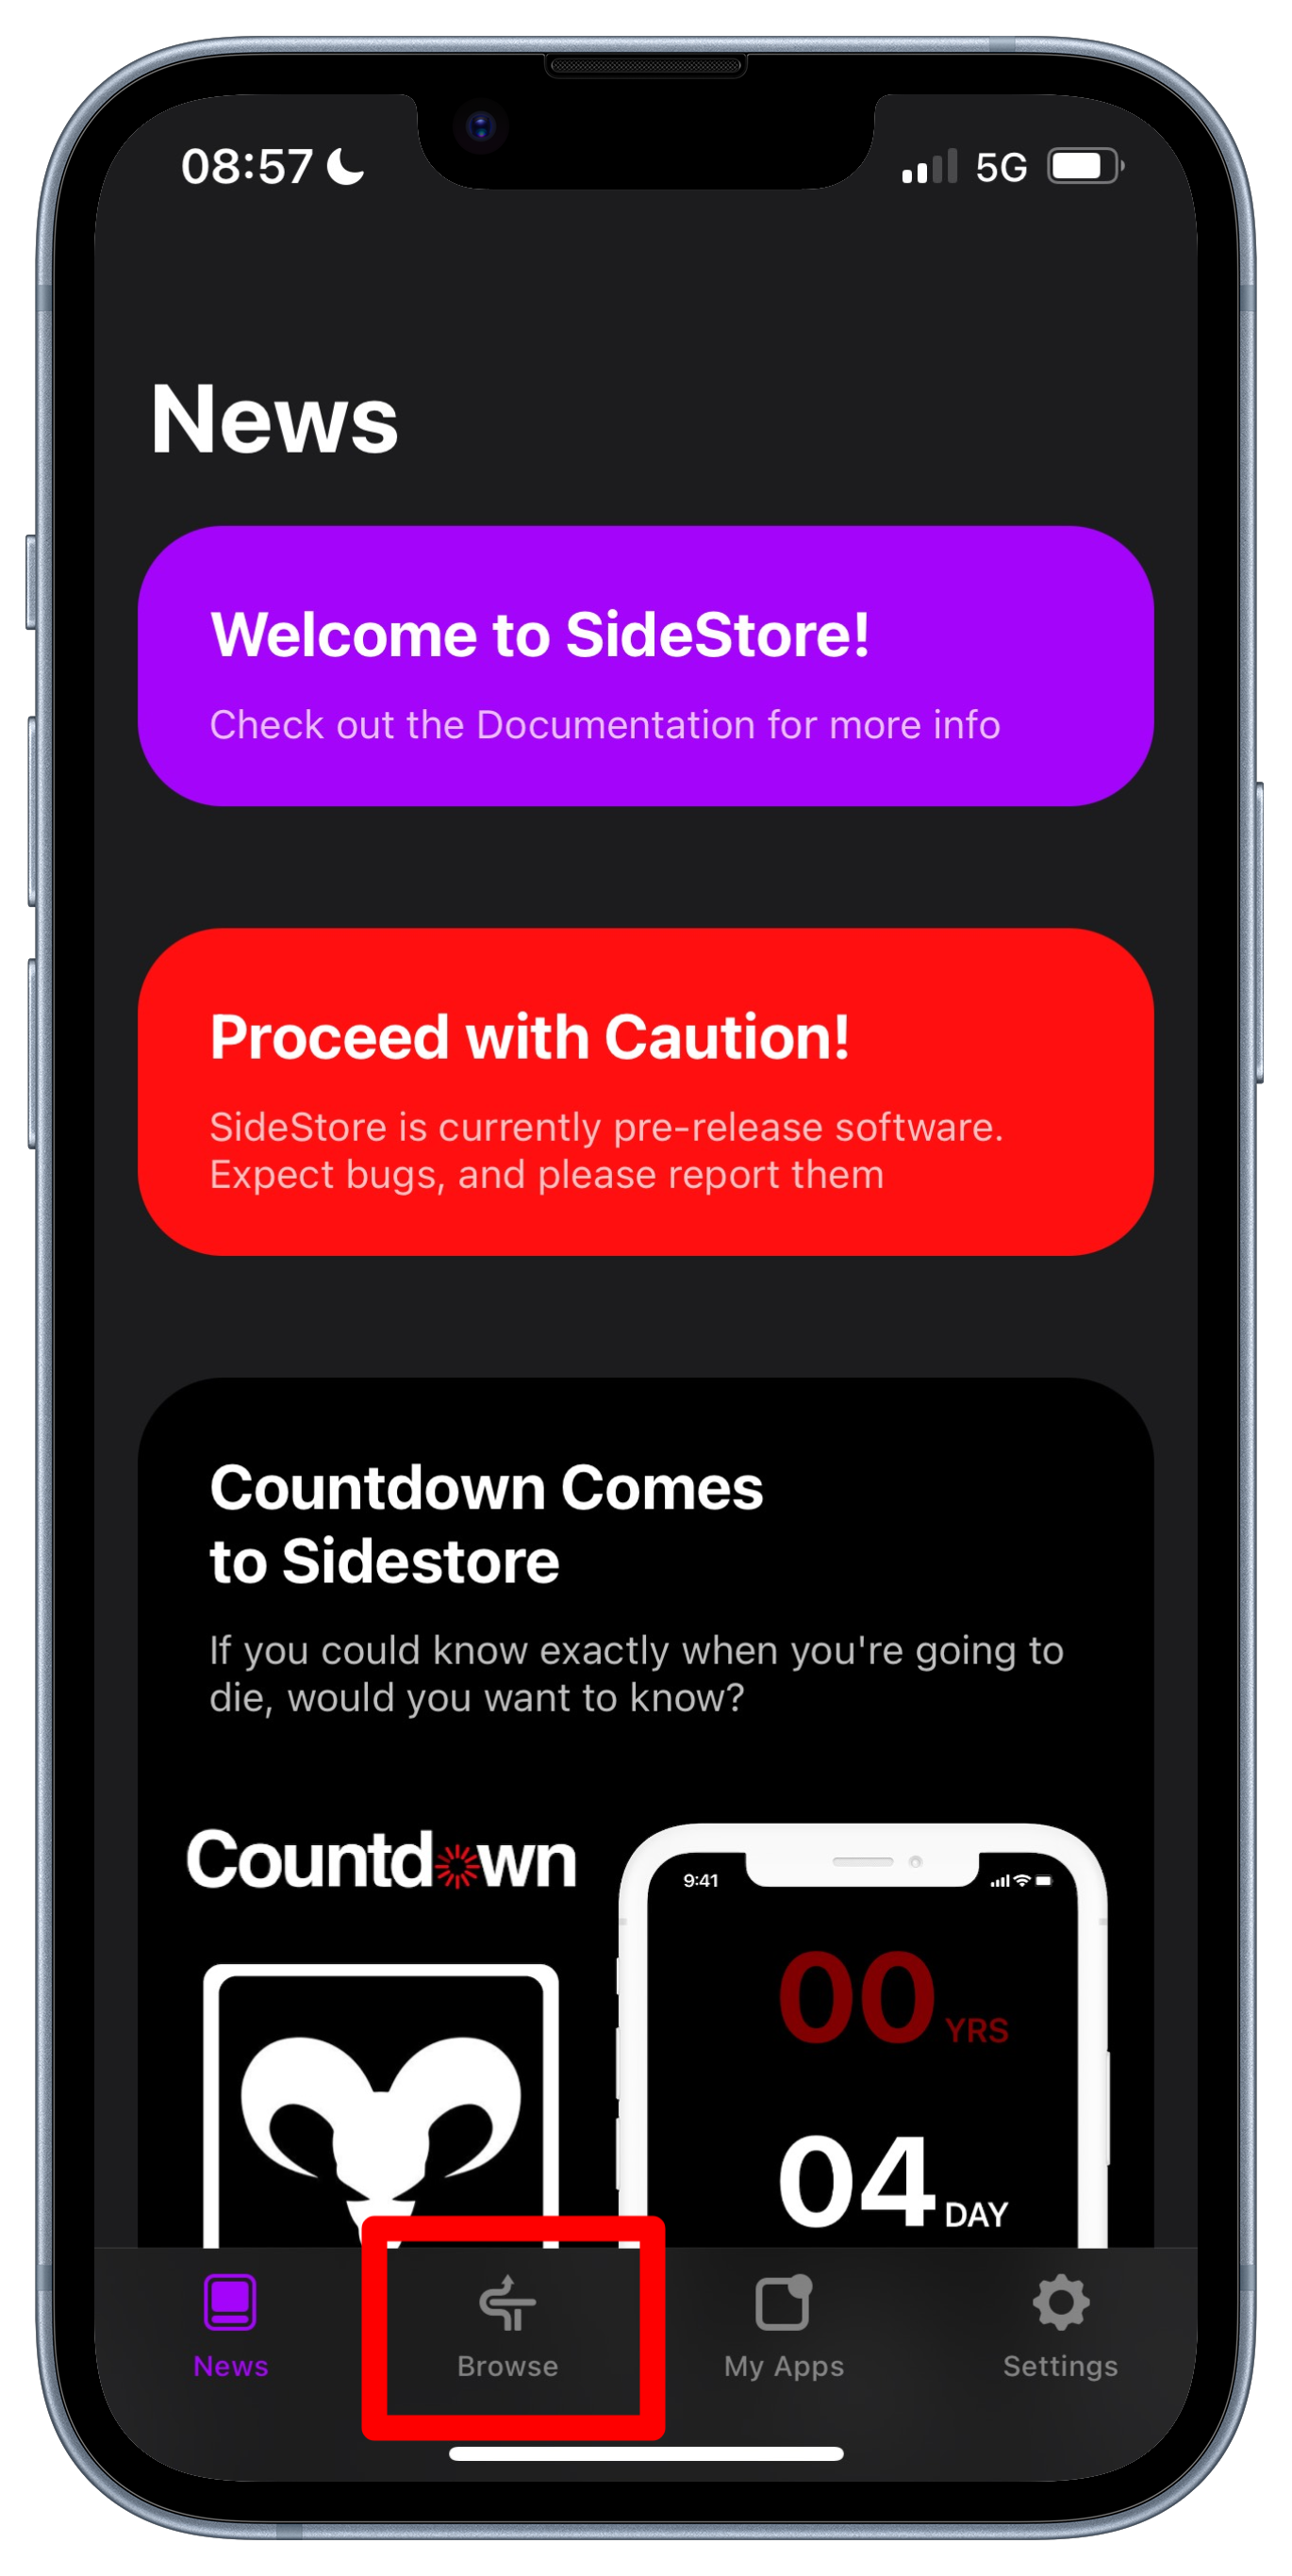 08:57
5G
News
Welcome to SideStore!
Check out the Documentation for more info
Proceed with Caution!
SideStore is currently pre-release software.
Expect bugs, and please report them
Countdown Comes
to Sidestore
If you could know exactly when you're going to
die, would you want to know?
Countdown
9:41
00 YRS
04 DAY
News
Browse
My Apps
Settings